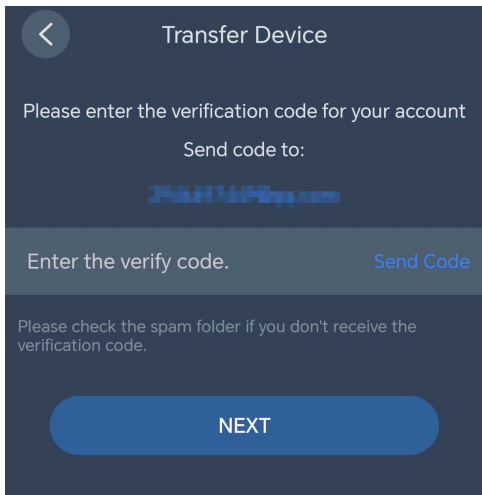 Transfer Device
Please enter the verification code for your account
Send code to:
Enter the verify code. Send Code
Please check the spam folder if you don't receive the
verification code.
NEXT